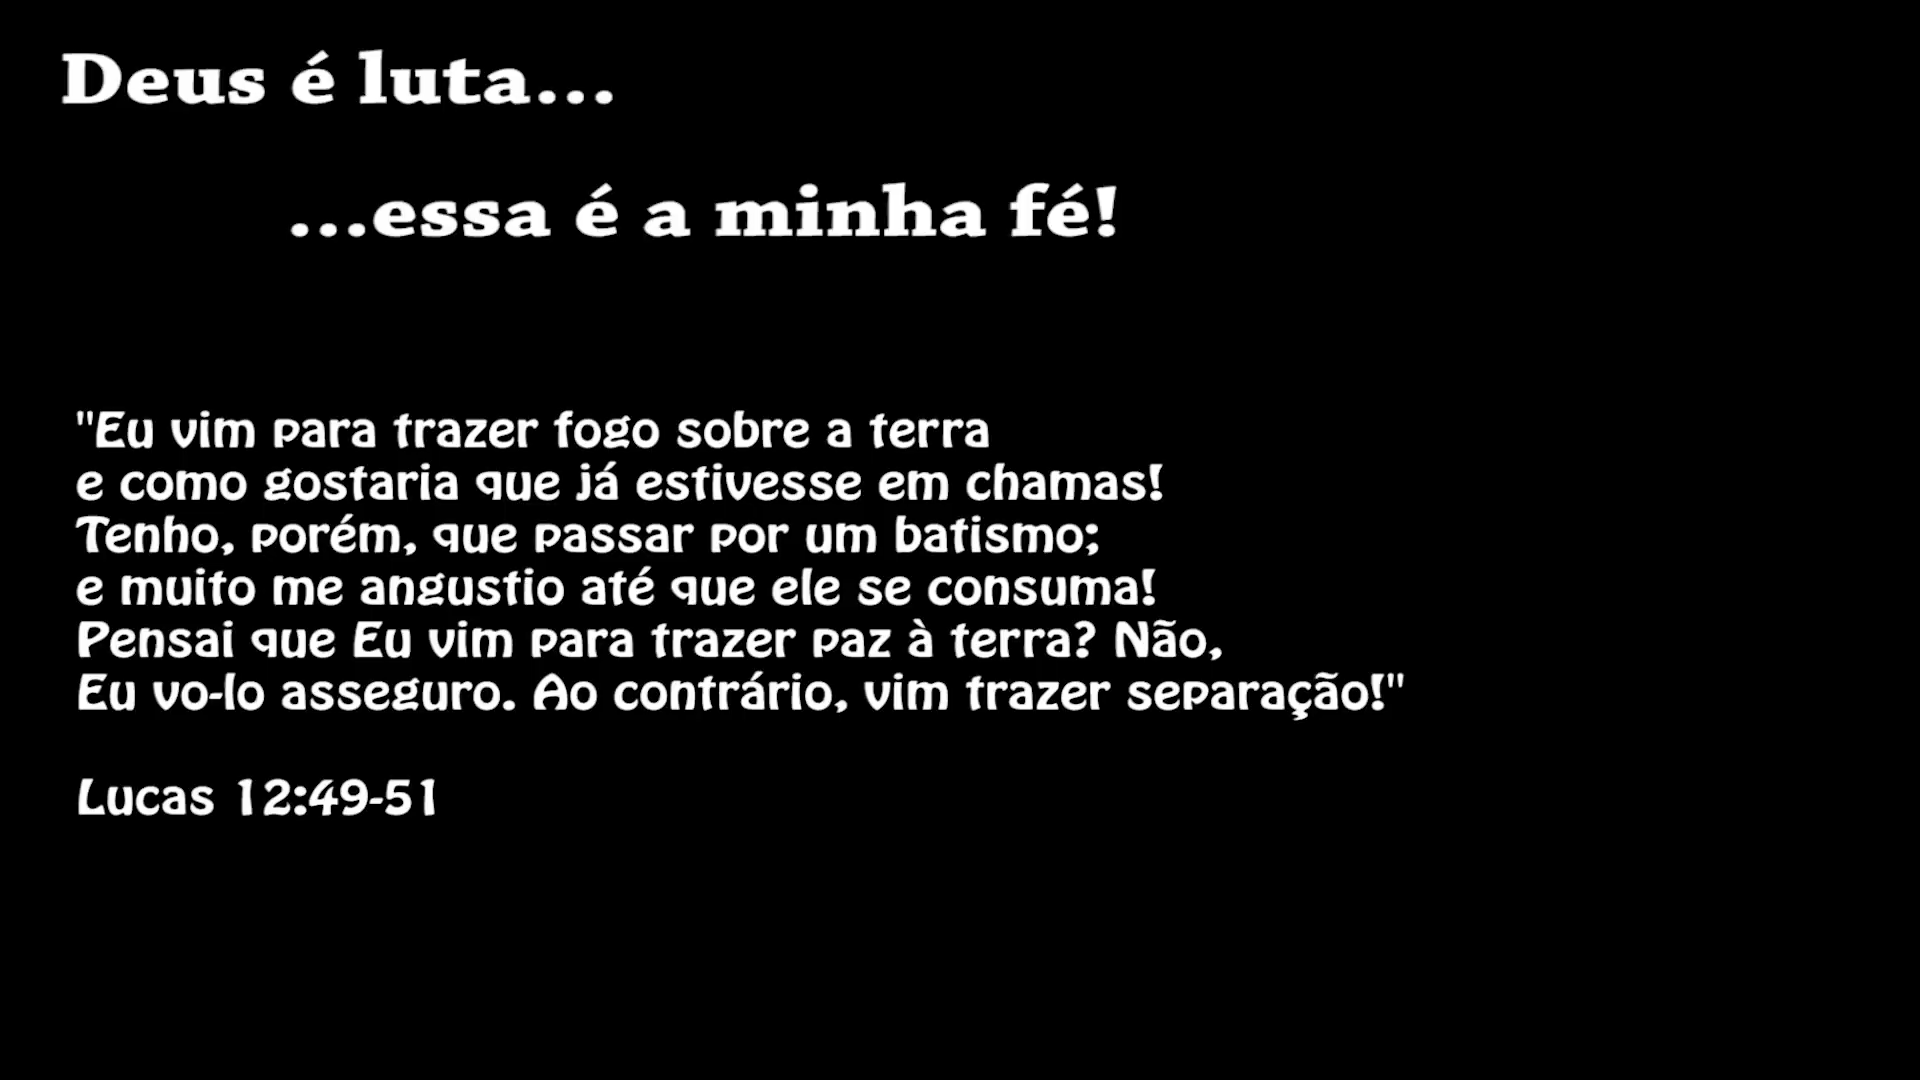 Deus é luta...
...essa é a minha fé!
"Eu vim para trazer fogo sobre a terra
e como gostaria que já estivesse em chamas!
Tenho, porém, que passar por um batismo;
e muito me angustio até que ele se consuma!
Pensai que Eu vim para trazer paz à terra? Não,
Eu vo-lo asseguro. Ao contrário, vim trazer separação!"
Lucas 12:49-51